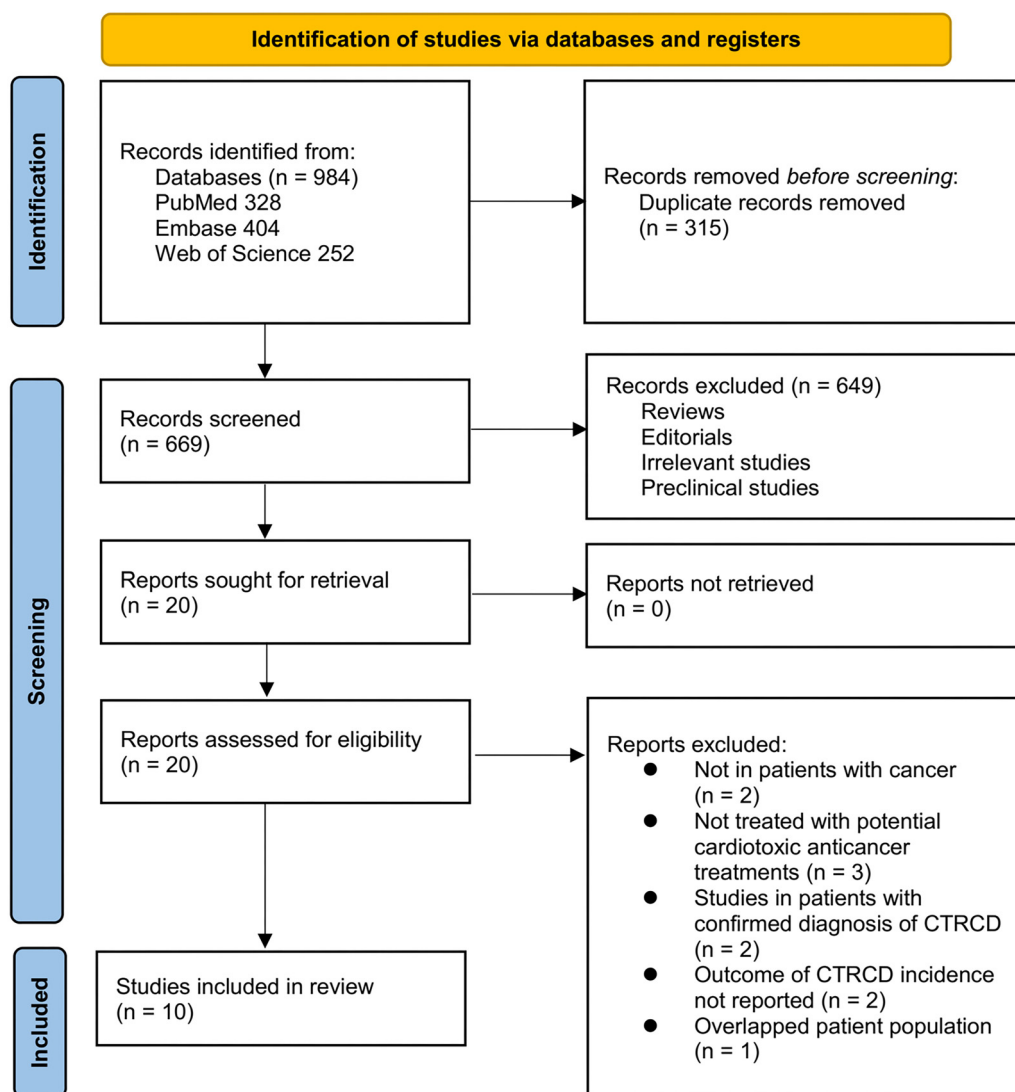 Identification of studies via databases and registers
Identification
Records identified from:
Databases (n = 984)
PubMed 328
Embase 404
Web of Science 252
Records removed before screening:
Duplicate records removed
(n = 315)
Screening
Records screened
(n = 669)
Records excluded (n = 649)
Reviews
Editorials
Irrelevant studies
Preclinical studies
Reports sought for retrieval
(n = 20)
Reports not retrieved
(n = 0)
Reports assessed for eligibility
(n = 20)
Reports excluded:
● Not in patients with cancer
(n = 2)
● Not treated with potential
cardiotoxic anticancer
treatments (n = 3)
● Studies in patients with
confirmed diagnosis of CTRCD
(n = 2)
● Outcome of CTRCD incidence
not reported (n = 2)
● Overlapped patient population
(n = 1)
Included
Studies included in review
(n = 10)